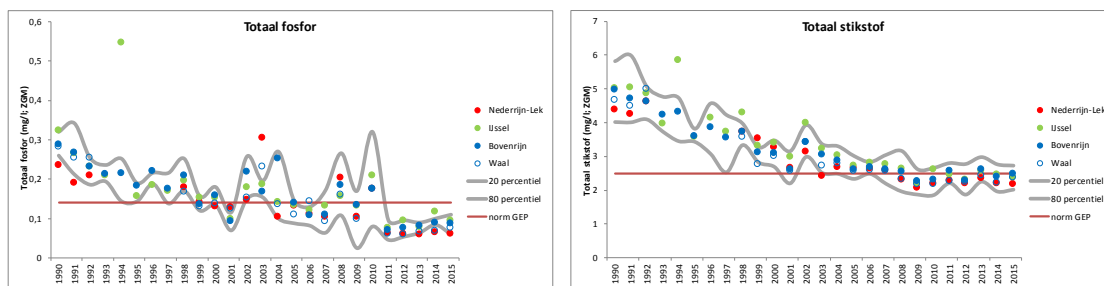 Totaal fosfor
Totaal fosfor (mg/l; ZGM)
0,6
0,5
0,4
0,3
0,2
0,1
0
1990 1991 1992 1993 1994 1995 1996 1997 1998 1999 2000 2001 2002 2003 2004 2005 2006 2007 2008 2009 2010 2011 2012 2013 2014 2015
Nederrijn-Lek
IJssel
Bovenrijn
Waal
20 percentiel
80 percentiel
norm GEP
Totaal stikstof
Totaal stikstof (mg/l; ZGM)
7
6
5
4
3
2
1
0
1990 1991 1992 1993 1994 1995 1996 1997 1998 1999 2000 2001 2002 2003 2004 2005 2006 2007 2008 2009 2010 2011 2012 2013 2014 2015
Nederrijn-Lek
IJssel
Bovenrijn
Waal
20 percentiel
80 percentiel
norm GEP